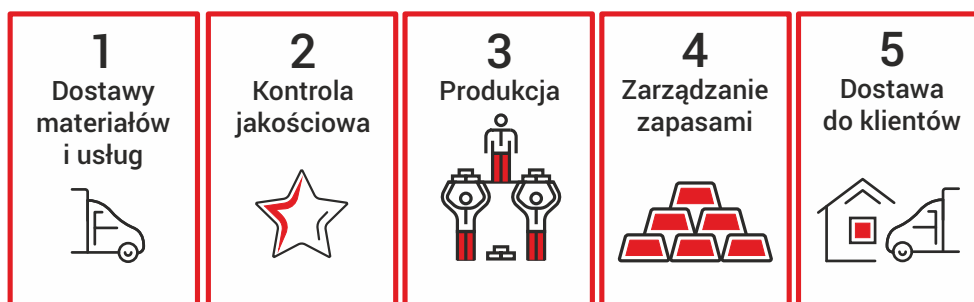 1
Dostawy
materiałów
i usług
2
Kontrola
jakościowa
3
Produkcja
4
Zarządzanie
zapasami
5
Dostawa
do klientów